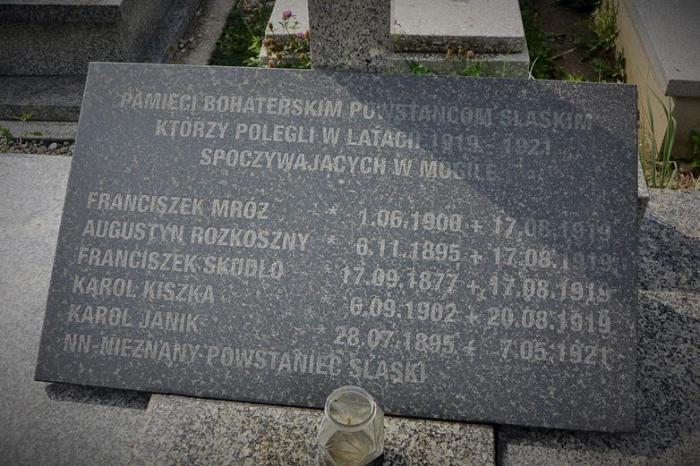 PAMIĘCI BOHATERSKIM POWSTAŃCOM ŚLĄSKIM
KTÓRZY POLEGLI W LATACH 1919 - 1921
SPOCZYWAJĄCYCH W MOGILE
FRANCISZEK MRÓZ * 1.06.1900 + 17.08.1919
AUGUSTYN ROZKOSZNY * 6.11.1895 + 17.08.1919
FRANCISZEK SKUDLO * 17.09.1877 + 17.08.1919
KAROL KISZKA * 6.09.1902 + 20.08.1919
KAROL JANIK * 28.07.1895 + 7.05.1921
NN-NIEZNANY POWSTANIEC ŚLĄSKI